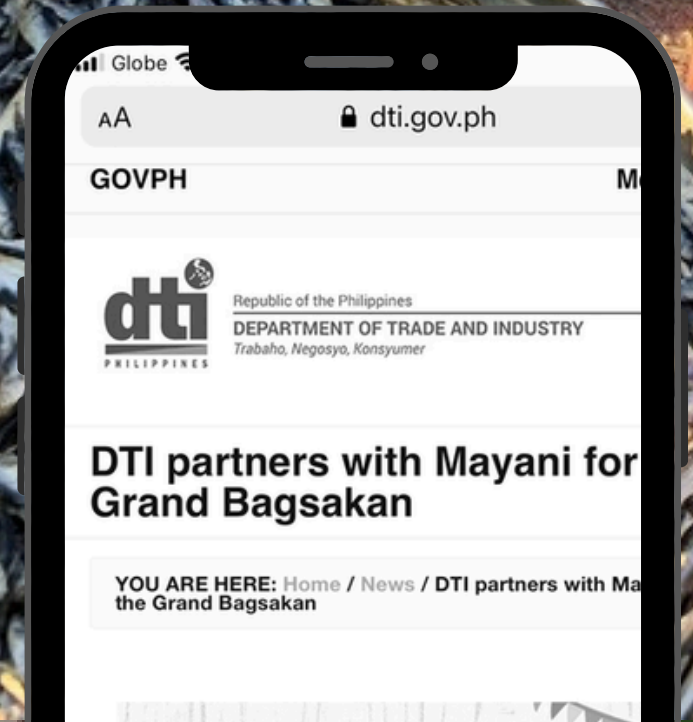 Globe
AA dti.gov.ph
GOVPH
dti
PHILIPPINES
Republic of the Philippines
DEPARTMENT OF TRADE AND INDUSTRY
Trabaho, Negosyo, Konsyumer
DTI partners with Mayani for
Grand Bagsakan
YOU ARE HERE: Home / News / DTI partners with Ma
the Grand Bagsakan